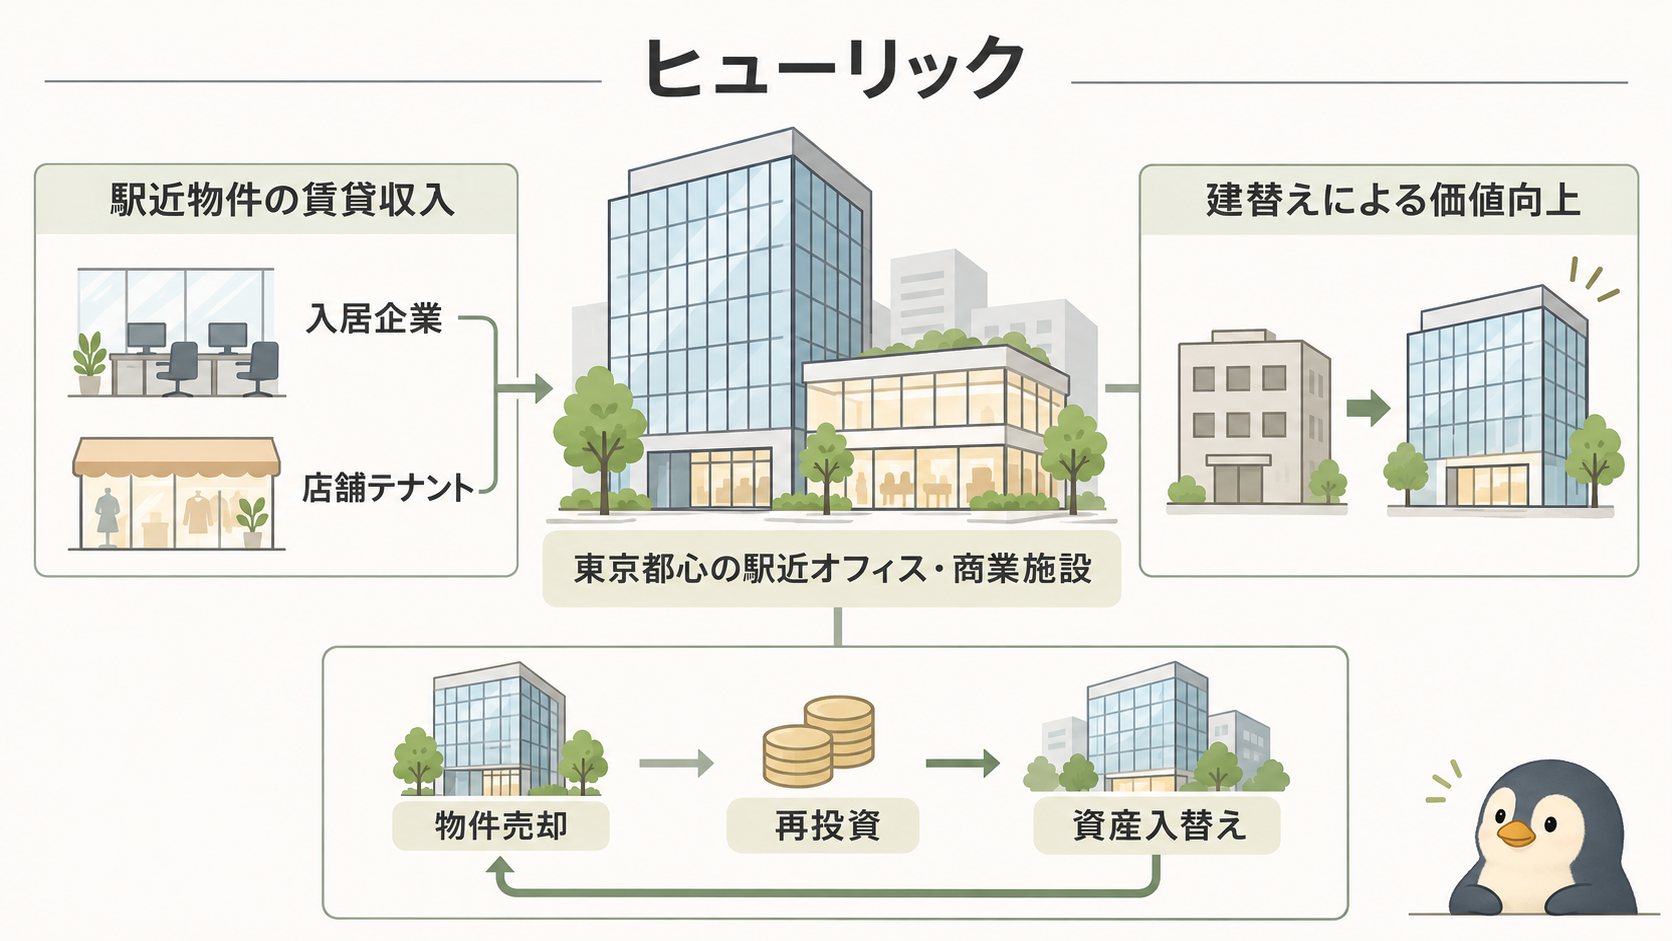 ヒューリック
駅近物件の賃貸収入
入居企業
店舗テナント
東京都心の駅近オフィス・商業施設
建替えによる価値向上
物件売却
再投資
資産入替え